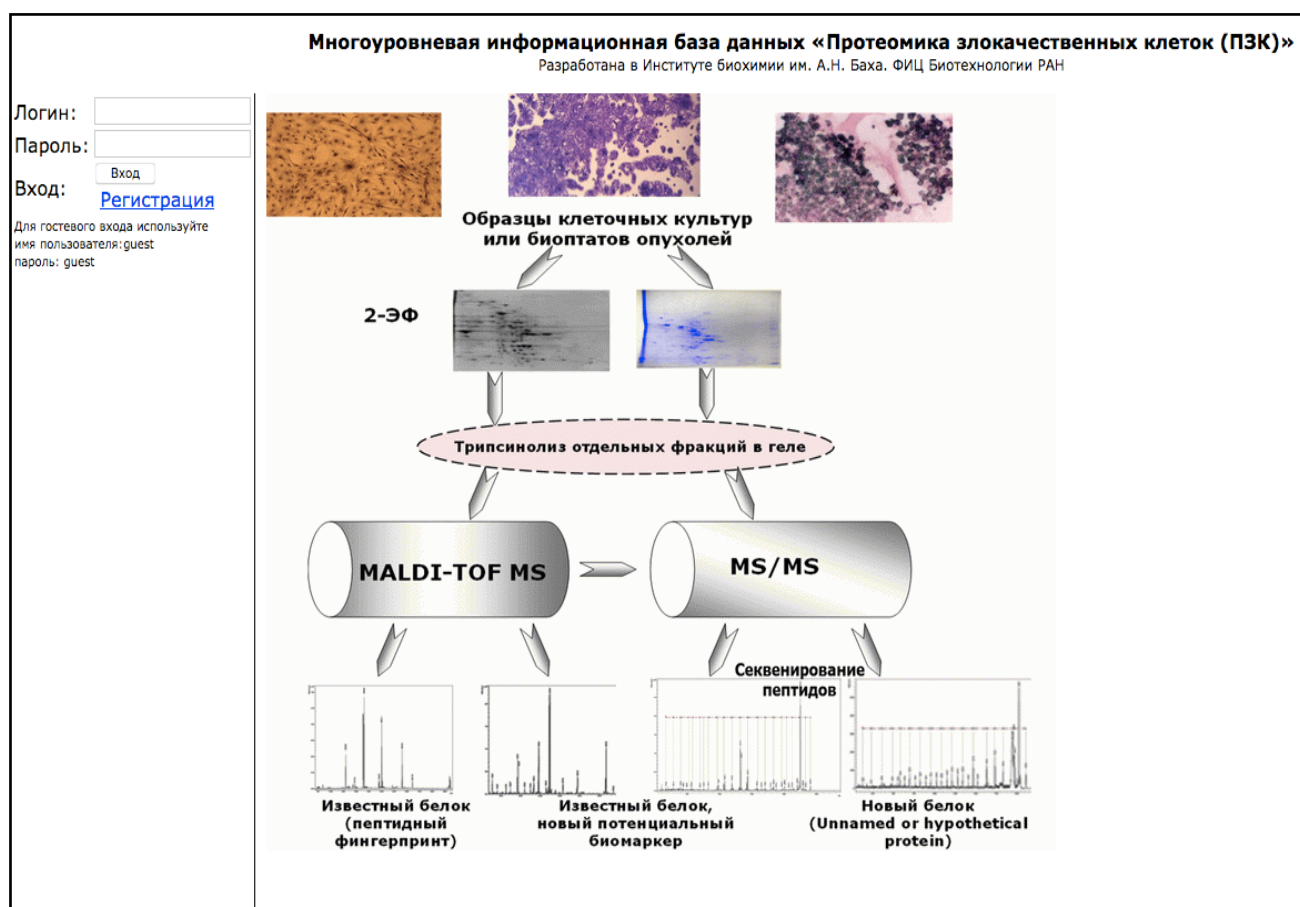 Многоуровневая информационная база данных «Протеомика злокачественных клеток (ПЗК)»
Разработана в Институте биохимии им. А.Н. Баха. ФИЦ Биотехнологии РАН
Логин:
Пароль:
Вход:
Вход
Регистрация
Для гостевого входа используйте
имя пользователя:guest
пароль: guest
Образцы клеточных культур
или биоптатов опухолей
2-ЭФ
Трипсинолиз отдельных фракций в геле
MALDI-TOF MS
MS/MS
Секвенирование
пептидов
Известный белок
(пептидный
фингерпринт)
Известный белок,
новый потенциальный
биомаркер
Новый белок
(Unnamed or hypothetical
protein)